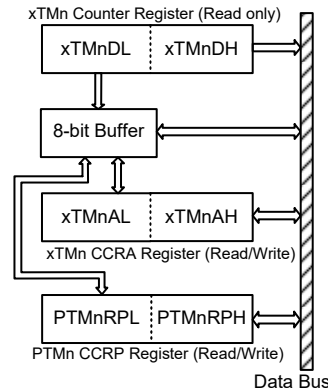 xTMn Counter Register (Read only)
xTMnDL xTMnDH
8-bit Buffer
xTMnAL xTMnAH
xTMn CCRA Register (Read/Write)
PTMnRPL PTMnRPH
PTMn CCRP Register (Read/Write)
Data Bus